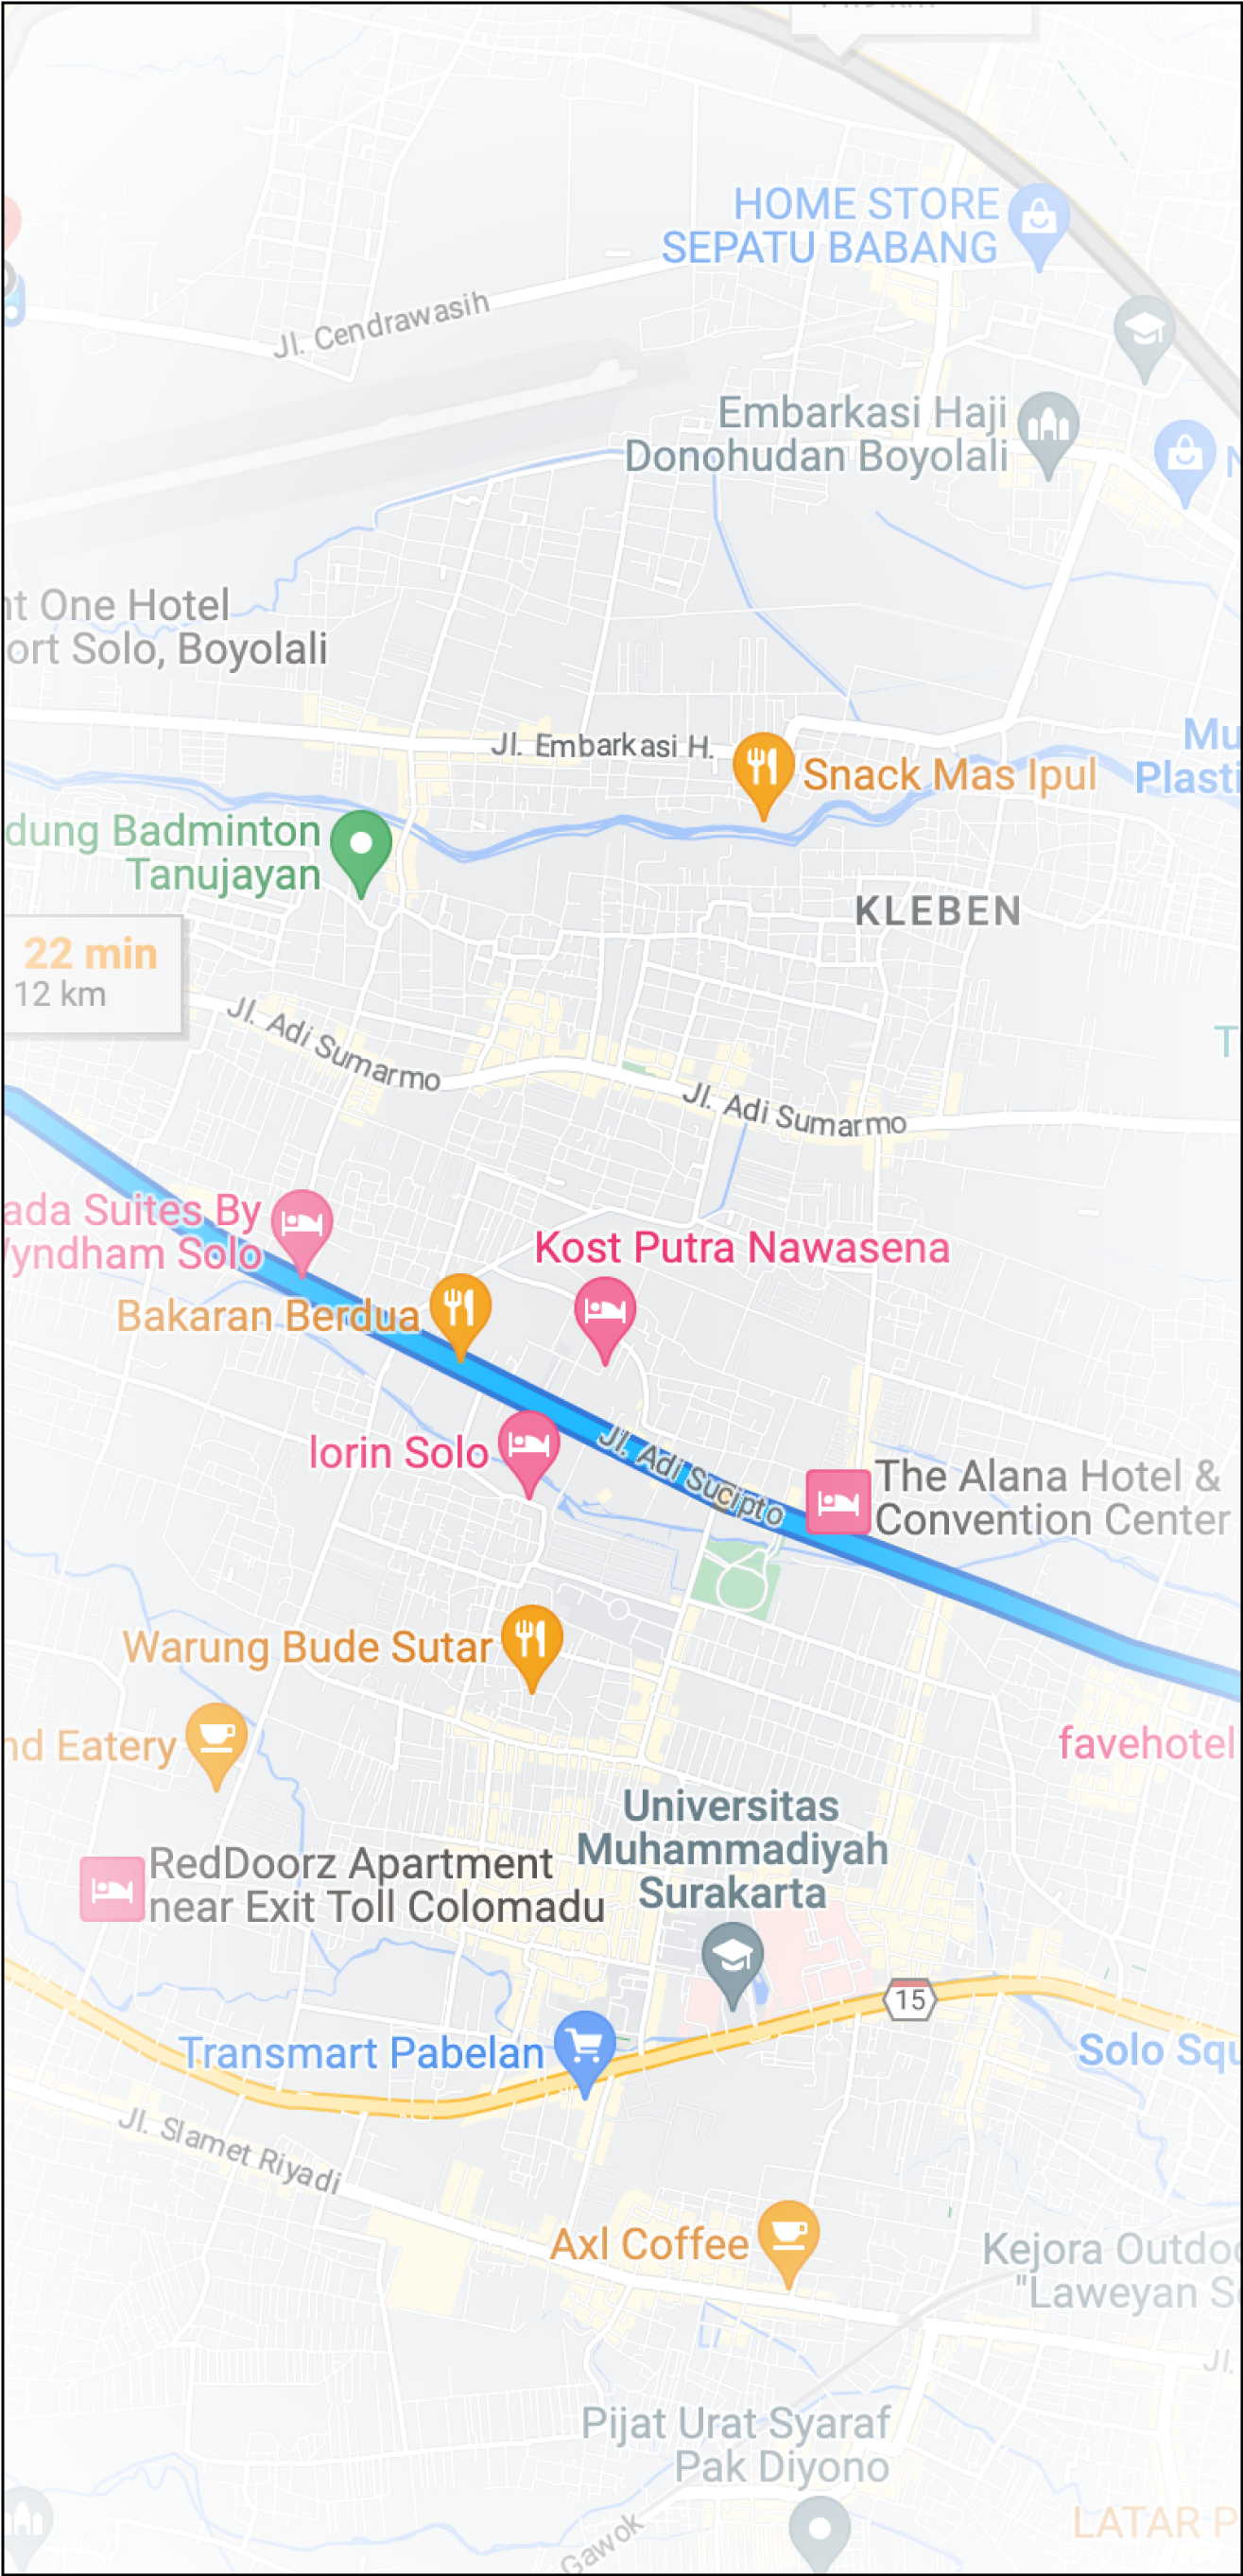 HOME STORE
SEPATU BABANG
Jl. Cendrawasih
Embarkasi Haji
Donohudan Boyolali
nt One Hotel
ort Solo, Boyolali
Jl. Embarkasi H.
Snack Mas Ipul
Mu
Plasti
dung Badminton
Tanujayan
KLEBEN
22 min
12 km
Jl. Adi Sumarmo
T
Jl. Adi Sumarmo
ada Suites By
yndham Solo
Kost Putra Nawasena
Bakaran Berdua
lorin Solo
Jl. Adi Sucipto
The Alana Hotel &
Convention Center
Warung Bude Sutar
nd Eatery
favehotel
Universitas
Muhammadiyah
Surakarta
RedDoorz Apartment
near Exit Toll Colomadu
15
Transmart Pabelan
Solo Squ
Jl. Slamet Riyadi
Axl Coffee
Kejora Outdoo
"Laweyan S
Jl.
Pijat Urat Syaraf
Pak Diyono
Gawok
LATAR P